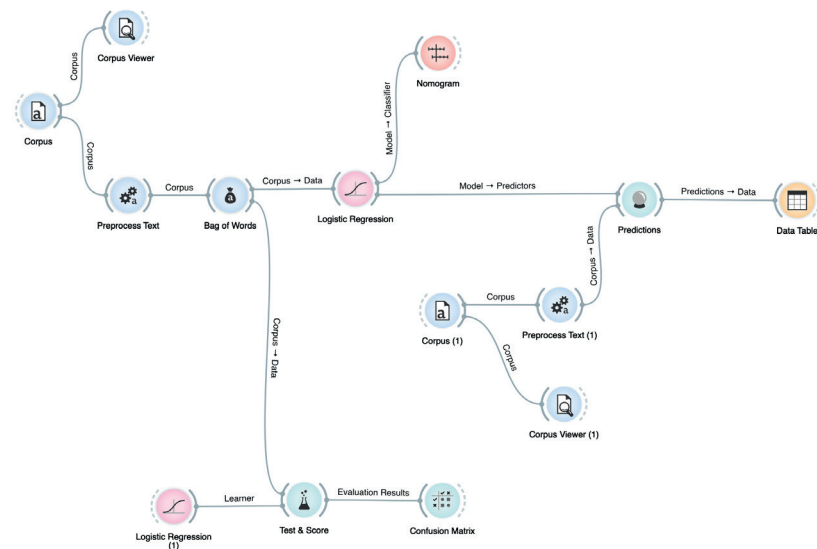 Corpus
Corpus Viewer
Corpus
Corpus
Preprocess Text
Corpus
Bag of Words
Corpus → Data
Logistic Regression
Model → Classifier
Nomogram
Model → Predictors
Predictions
Predictions → Data
Data Table
Corpus → Data
Corpus (1)
Corpus
Preprocess Text (1)
Corpus
Corpus Viewer (1)
Corpus → Data
Logistic Regression
(1)
Learner
Test & Score
Evaluation Results
Confusion Matrix